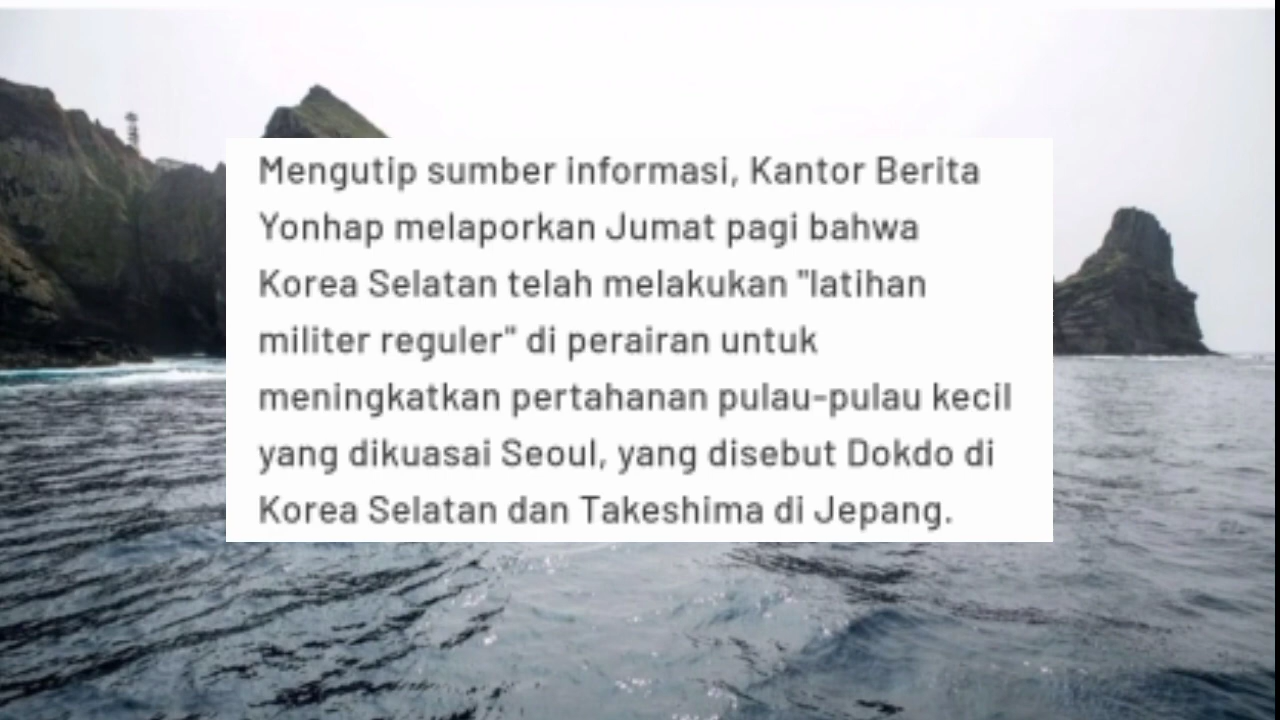 Mengutip sumber informasi, Kantor Berita
Yonhap melaporkan Jumat pagi bahwa
Korea Selatan telah melakukan "latihan
militer reguler" di perairan untuk
meningkatkan pertahanan pulau-pulau kecil
yang dikuasai Seoul, yang disebut Dokdo di
Korea Selatan dan Takeshima di Jepang.